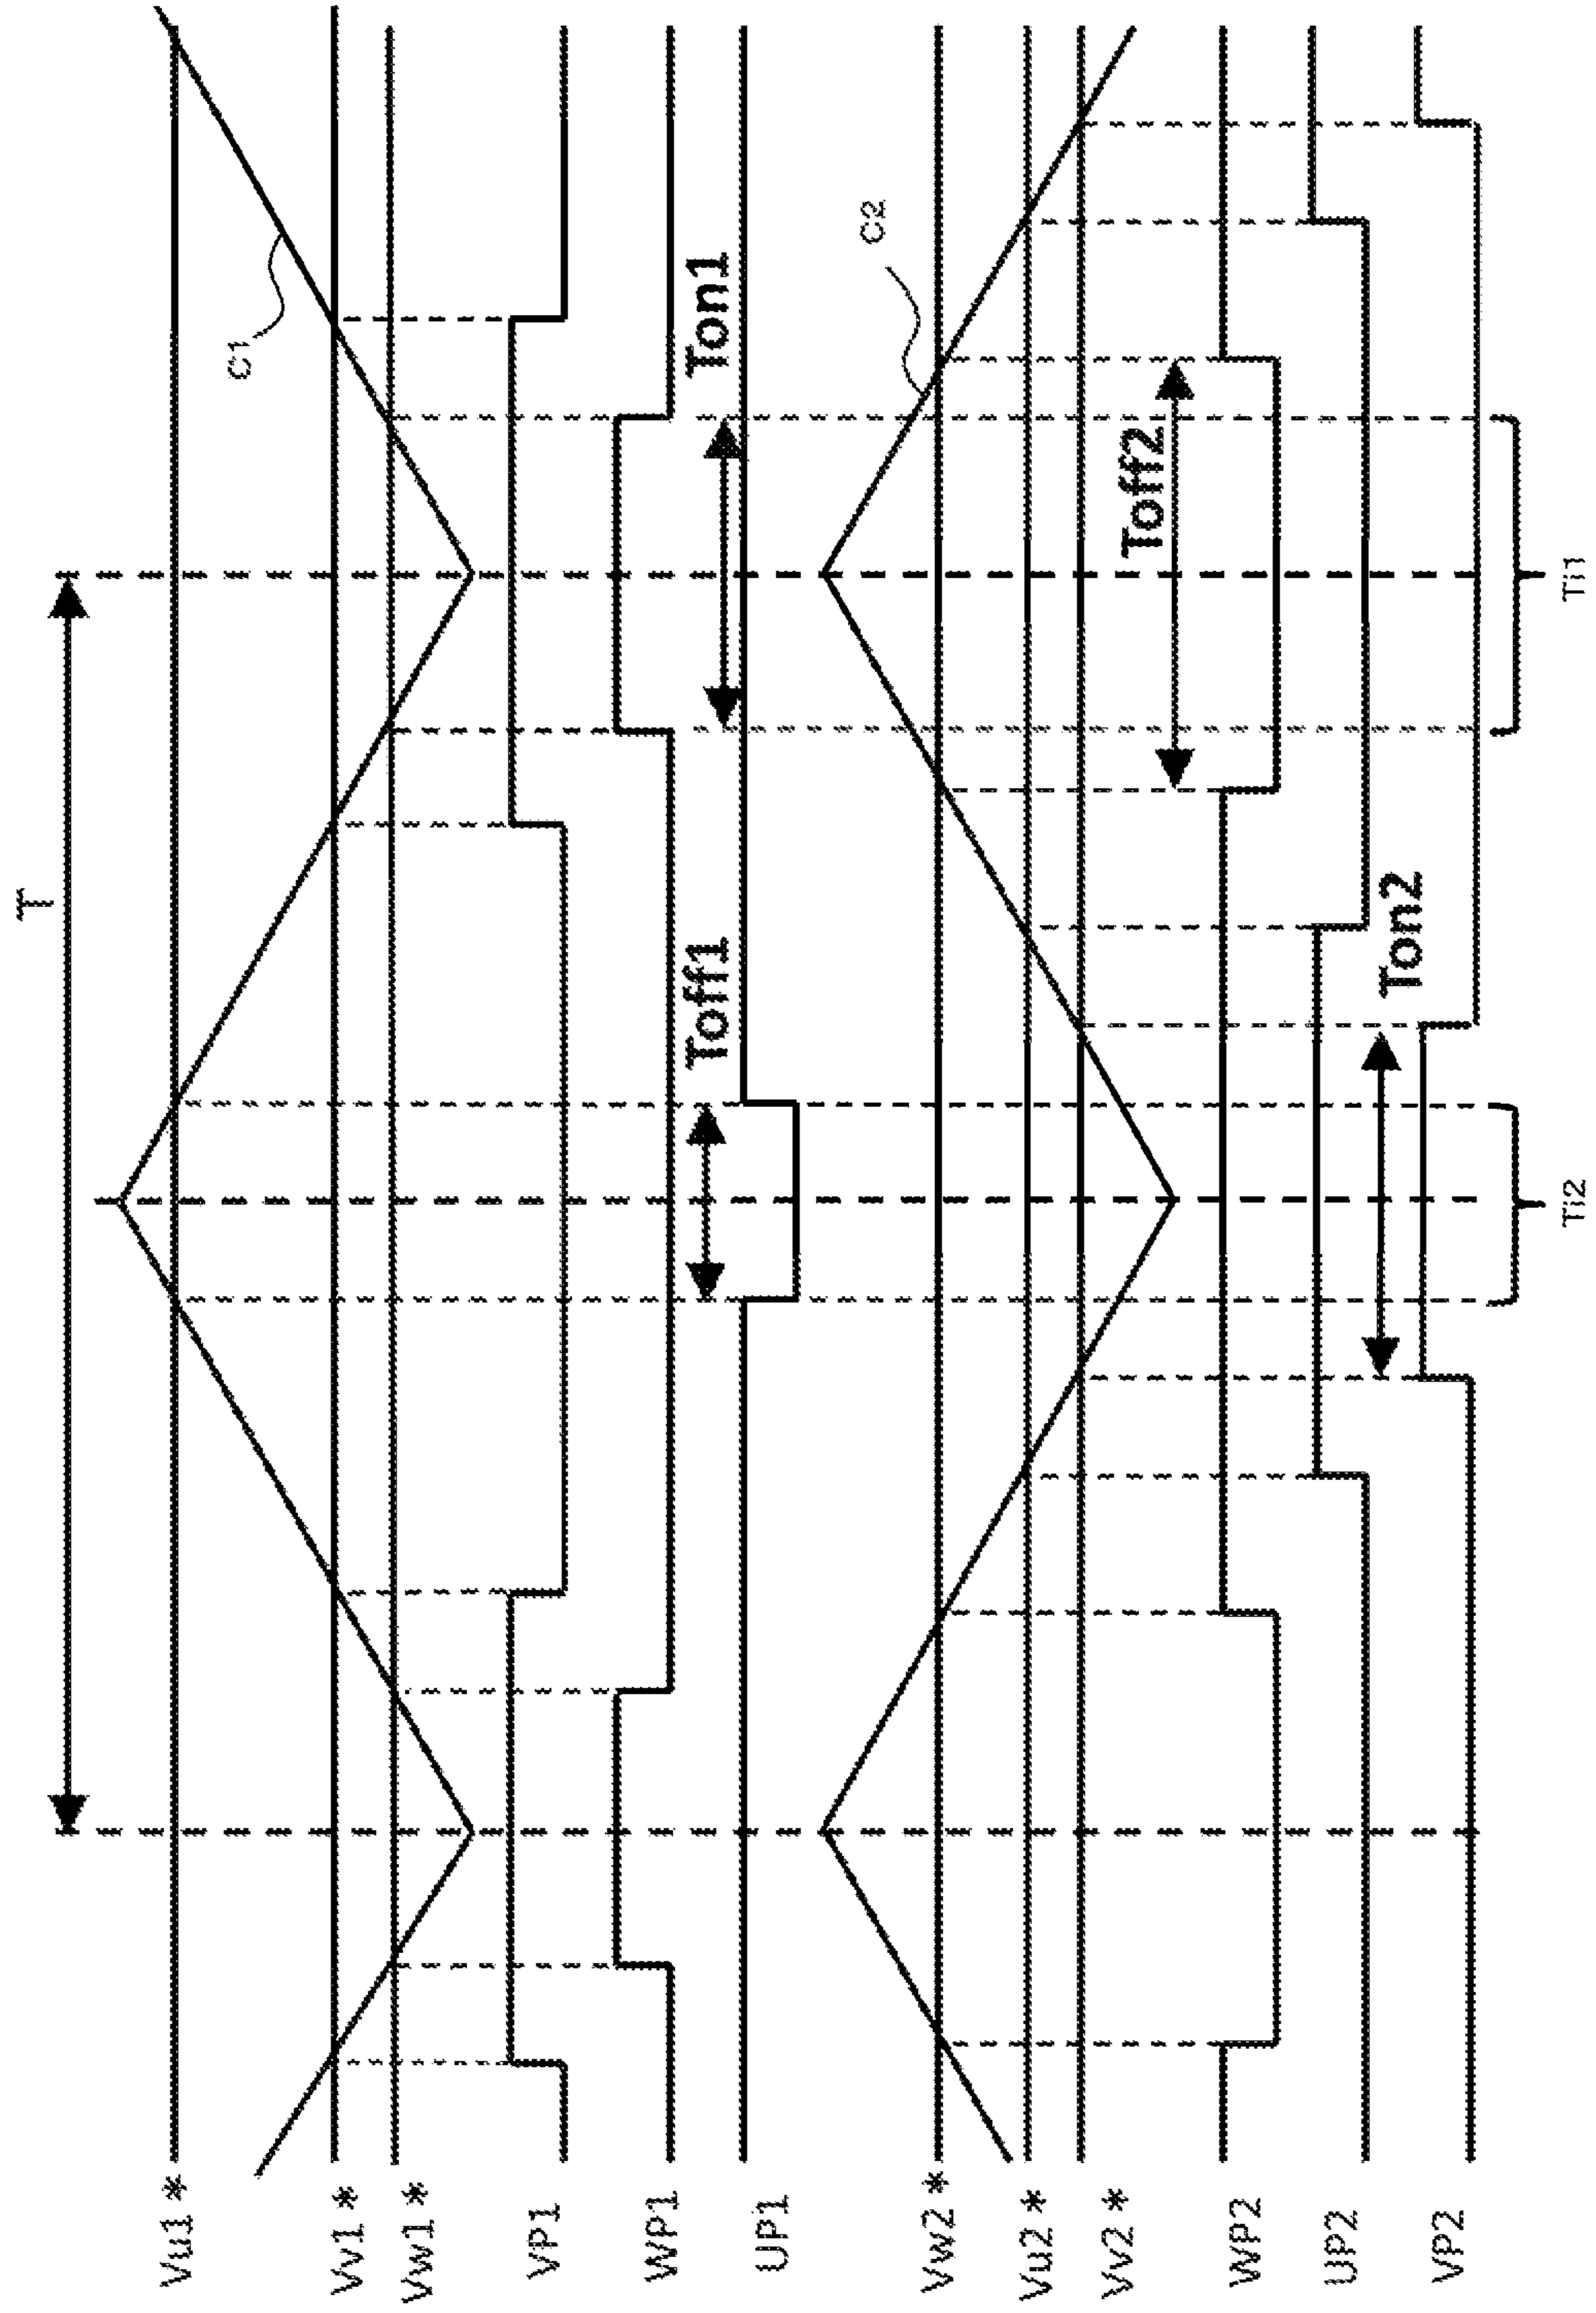 T
Vu1*
C1
Vv1*
Vw1*
VP1
WP1
Toff1
Ton1
UP1
C2
Vw2*
Vu2*
Vv2*
Toff2
WP2
UP2
Ton2
VP2
Ti2
Ti1